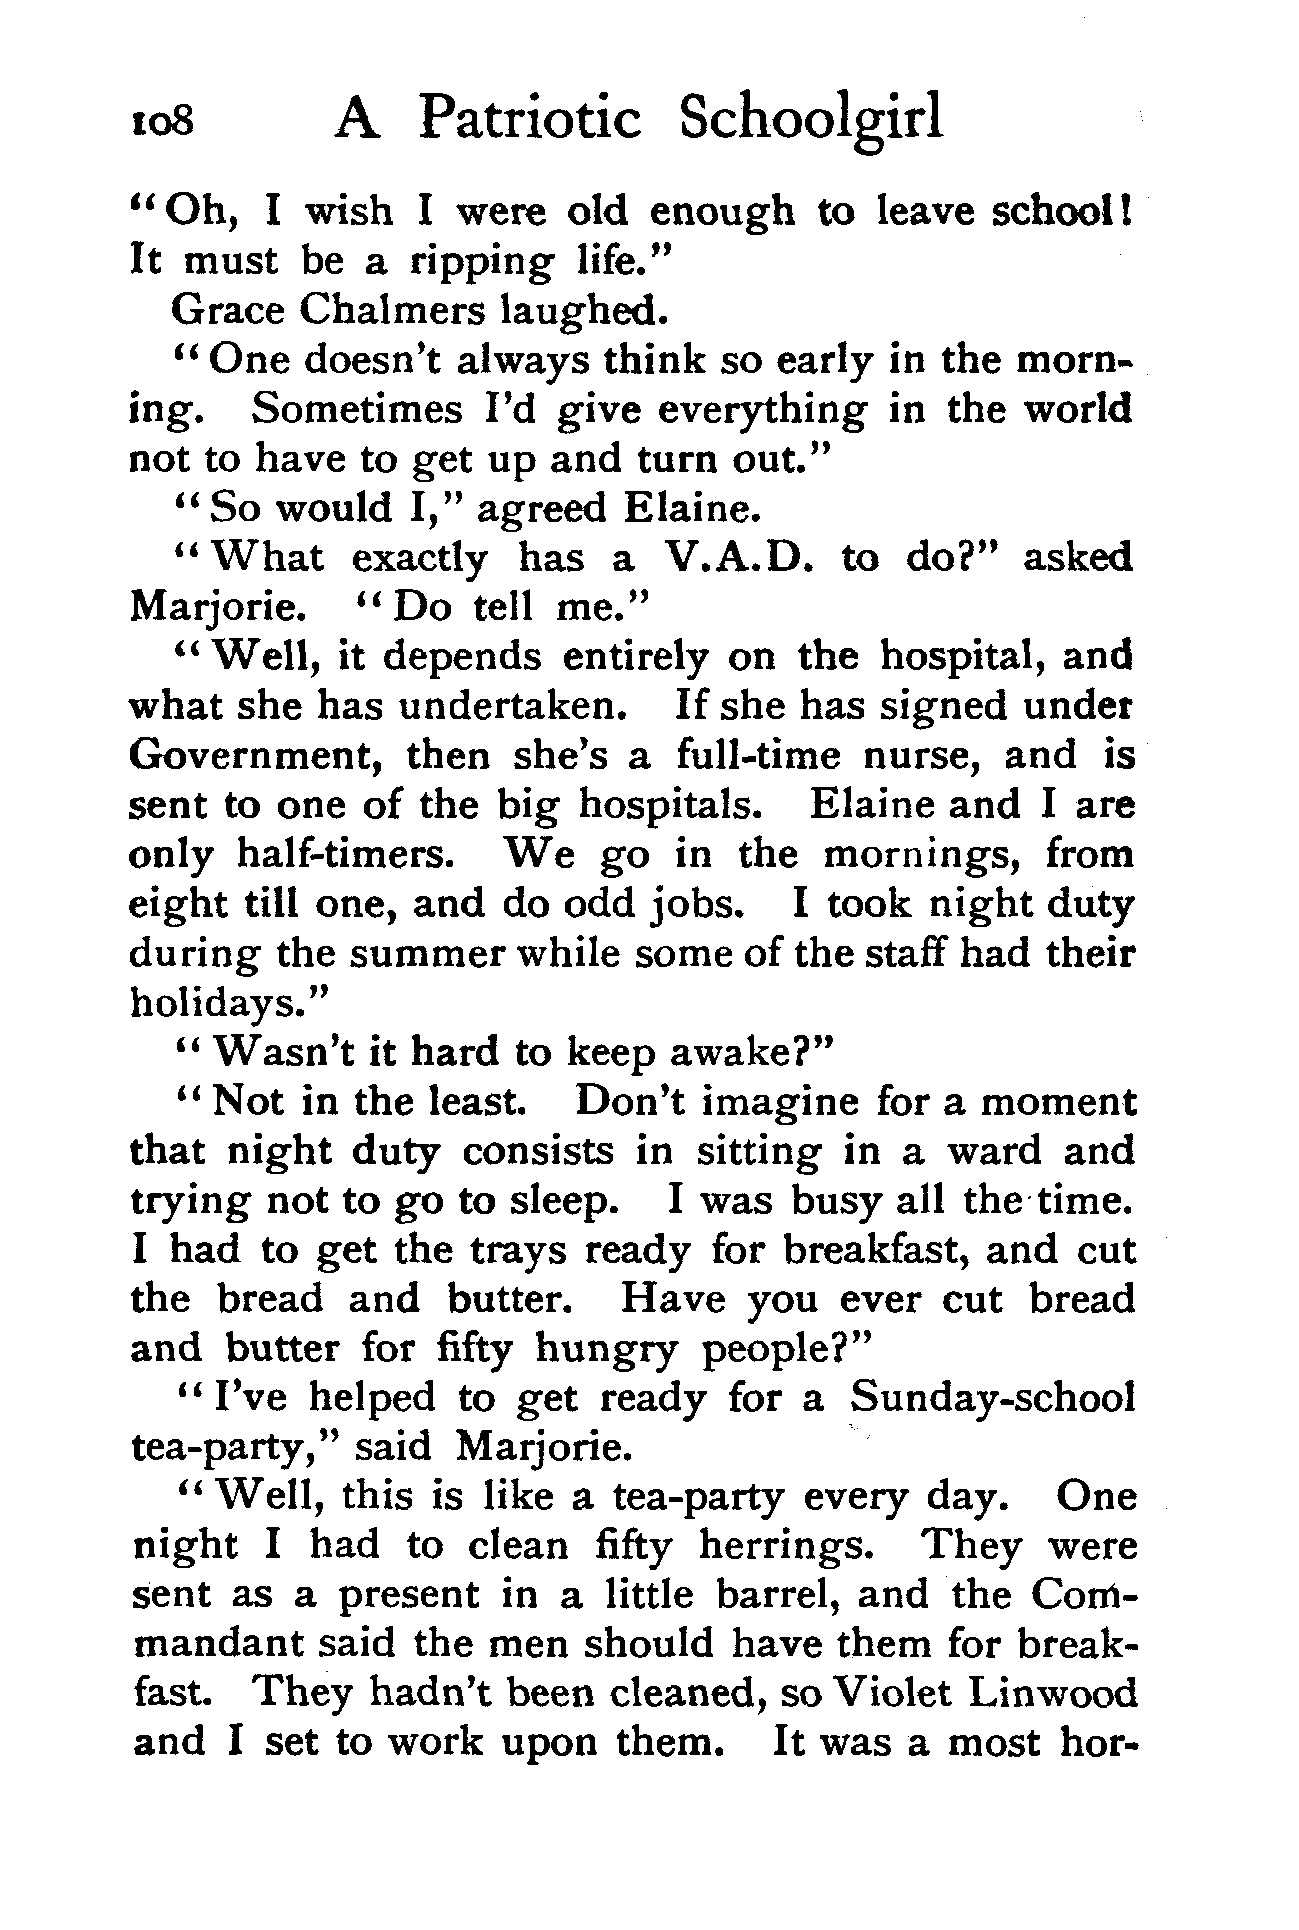 108 A Patriotic Schoolgirl
"Oh, I wish I were old enough to leave school!
It must be a ripping life."
Grace Chalmers laughed.
"One doesn't always think so early in the morn-
ing. Sometimes I'd give everything in the world
not to have to get up and turn out."
"So would I," agreed Elaine.
"What exactly has a V.A.D. to do?" asked
Marjorie. "Do tell me."
"Well, it depends entirely on the hospital, and
what she has undertaken. If she has signed under
Government, then she's a full-time nurse, and is
sent to one of the big hospitals. Elaine and I are
only half-timers. We go in the mornings, from
eight till one, and do odd jobs. I took night duty
during the summer while some of the staff had their
holidays."
"Wasn't it hard to keep awake?"
"Not in the least. Don't imagine for a moment
that night duty consists in sitting in a ward and
trying not to go to sleep. I was busy all the time.
I had to get the trays ready for breakfast, and cut
the bread and butter. Have you ever cut bread
and butter for fifty hungry people?"
"I've helped to get ready for a Sunday-school
tea-party," said Marjorie.
"Well, this is like a tea-party every day. One
night I had to clean fifty herrings. They were
sent as a present in a little barrel, and the Com-
mandant said the men should have them for break-
fast. They hadn't been cleaned, so Violet Linwood
and I set to work upon them. It was a most hor-